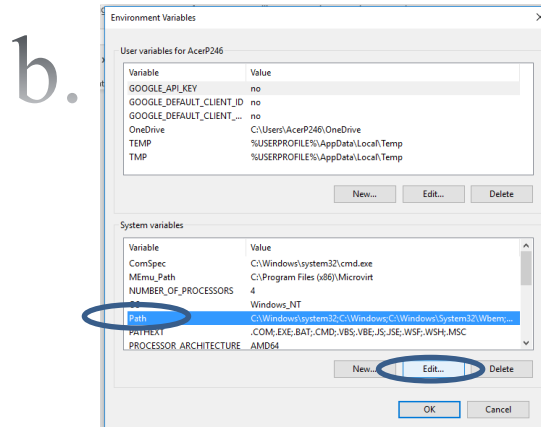 b.
Environment Variables
User variables for AcerP246
Variable Value
GOOGLE_API_KEY no
GOOGLE_DEFAULT_CLIENT_ID no
GOOGLE_DEFAULT_CLIENT_... no
OneDrive C:\Users\AcerP246\OneDrive
TEMP %USERPROFILE%\AppData\Local\Temp
TMP %USERPROFILE%\AppData\Local\Temp
New... Edit... Delete
System variables
Variable Value
ComSpec C:\Windows\system32\cmd.exe
MEmu_Path C:\Program Files (x86)\Microvirt
NUMBER_OF_PROCESSORS 4
Windows_NT
Path C:\Windows\system32;C:\Windows;C:\Windows\System32\Wbem;...
PATHEXT .COM;.EXE;.BAT;.CMD;.VBS;.VBE;.JS;.JSE;.WSF;.WSH;.MSC
PROCESSOR_ARCHITECTURE AMD64
New... Edit... Delete
OK Cancel